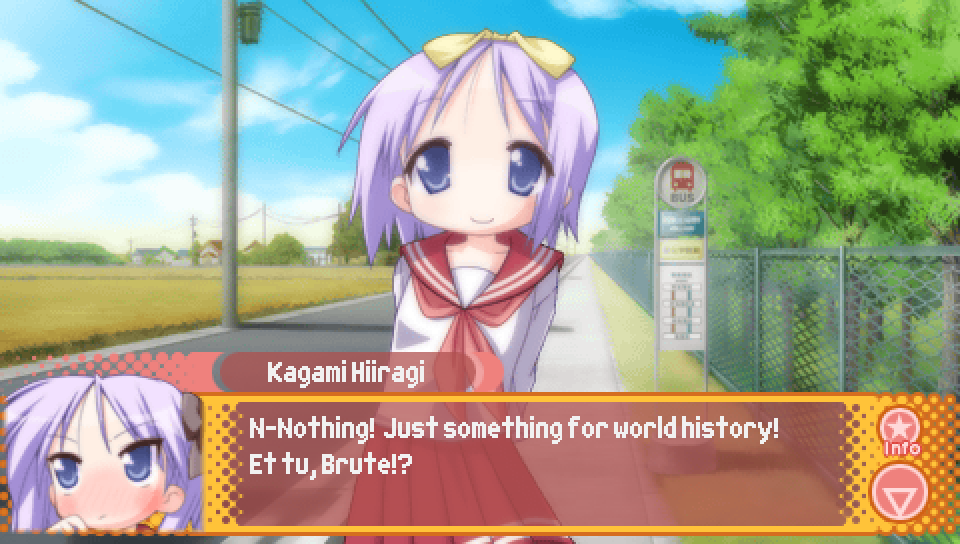 BUS
Kagami Hiiragi
N-Nothing! Just something for world history!
Et tu, Brute!?
Info